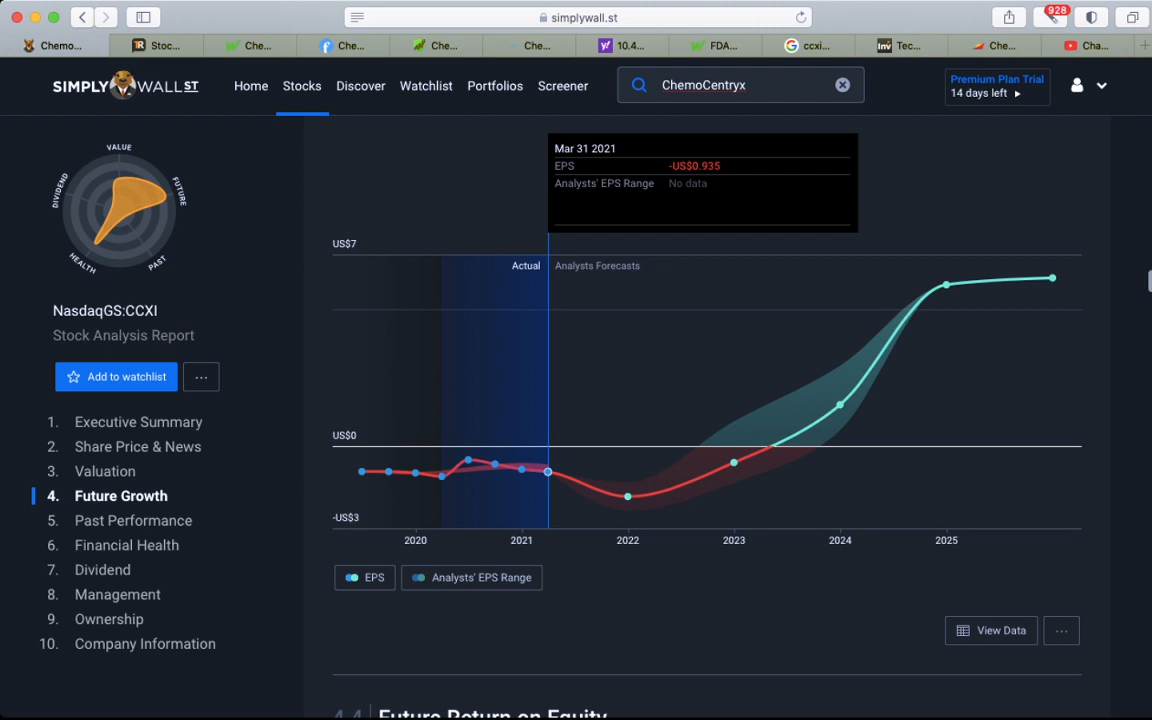 928
simplywall.st
Chemo...
Stoc...
Che...
Che...
Che...
Che...
10.4...
FDA...
ccxi...
Tec...
Che...
Cha...
SIMPLY WALL ST
Home
Stocks
Discover
Watchlist
Portfolios
Screener
ChemoCentryx
Premium Plan Trial
14 days left
VALUE
FUTURE
PAST
HEALTH
DIVIDEND
NasdaqGS:CCXI
Stock Analysis Report
Add to watchlist
...
1. Executive Summary
2. Share Price & News
3. Valuation
4. Future Growth
5. Past Performance
6. Financial Health
7. Dividend
8. Management
9. Ownership
10. Company Information
Mar 31 2021
EPS -US$0.935
Analysts' EPS Range No data
US$7
Actual
Analysts Forecasts
US$0
-US$3
2020
2021
2022
2023
2024
2025
EPS
Analysts' EPS Range
View Data
...
4.4 Future Return on Equity